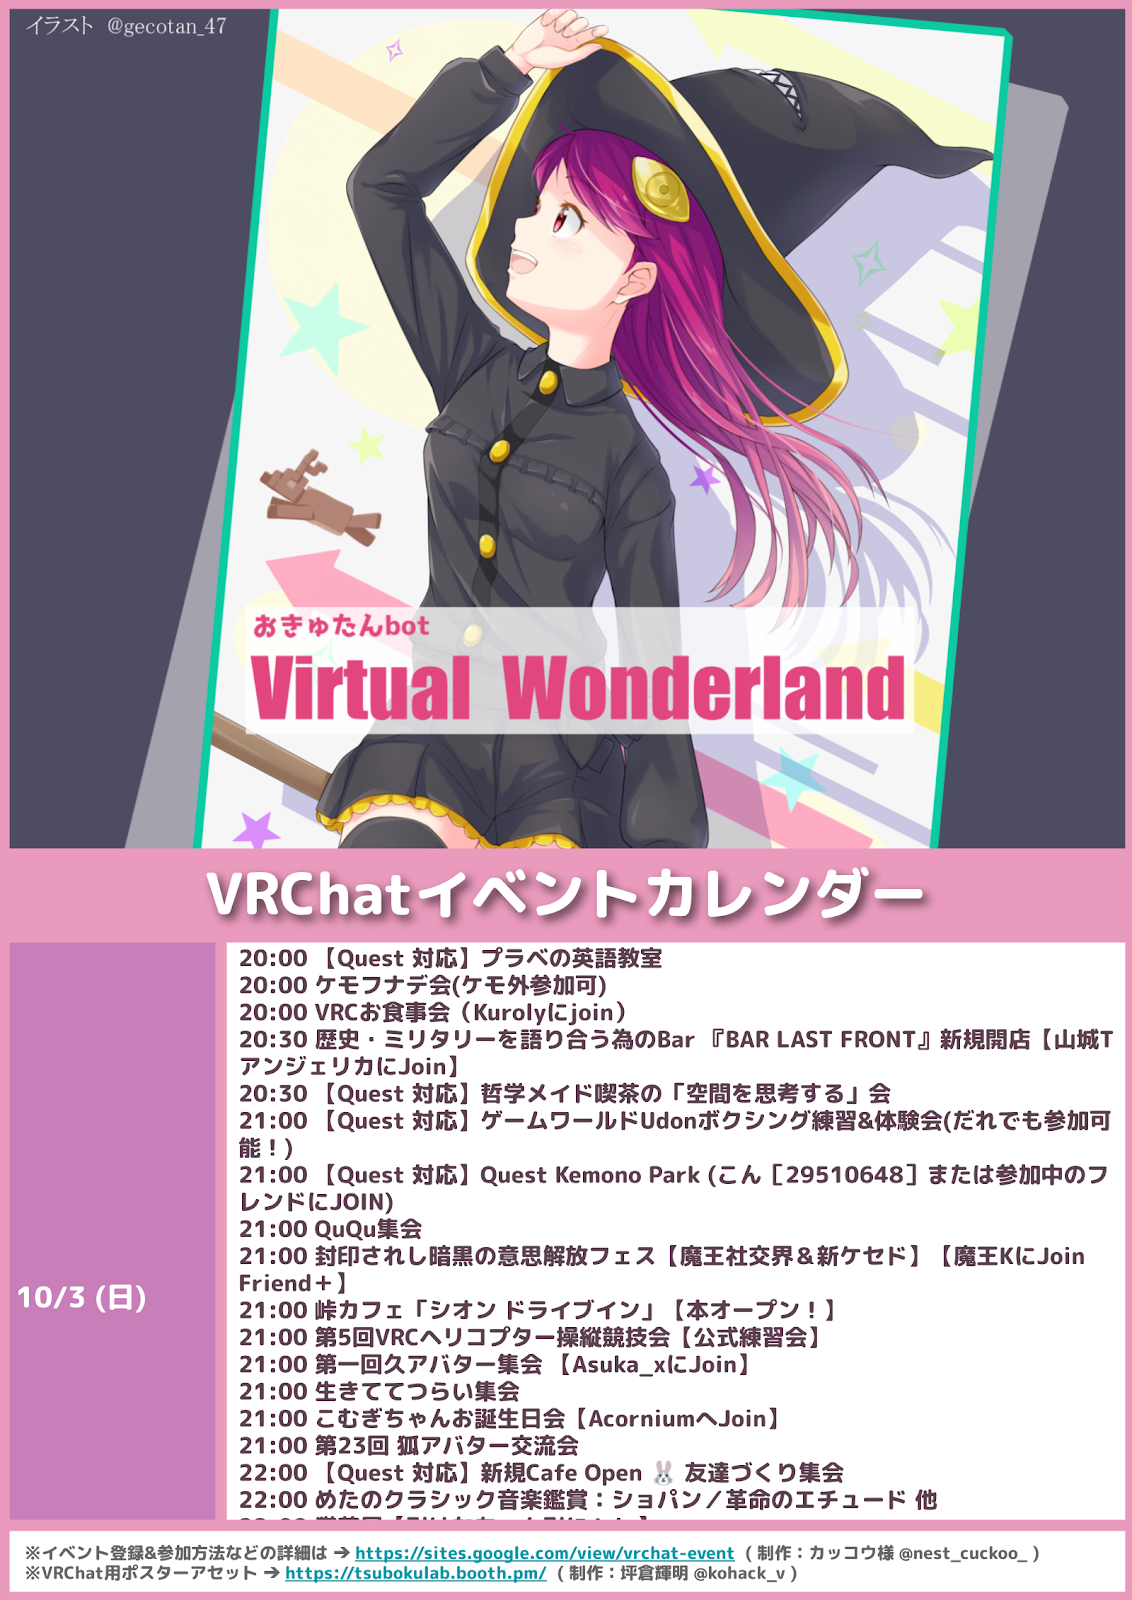 イラスト @gecotan_47
おきゅたんbot
Virtual Wonderland
VRChatイベントカレンダー
10/3 (日)
20:00 【Quest 対応】プラベの英語教室
20:00 ケモフナデ会(ケモ外参加可)
20:00 VRCお食事会（Kurolyにjoin）
20:30 歴史・ミリタリーを語り合う為のBar 『BAR LAST FRONT』新規開店【山城T
アンジェリカにJoin】
20:30 【Quest 対応】哲学メイド喫茶の「空間を思考する」会
21:00 【Quest 対応】ゲームワールドUdonボクシング練習&体験会(だれでも参加可
能！)
21:00 【Quest 対応】Quest Kemono Park (こん［29510648］または参加中のフ
レンドにJOIN)
21:00 QuQu集会
21:00 封印されし暗黒の意思解放フェス【魔王社交界＆新ケセド】【魔王KにJoin
Friend＋】
21:00 峠カフェ「シオン ドライブイン」【本オープン！】
21:00 第5回VRCヘリコプター操縦競技会【公式練習会】
21:00 第一回久アバター集会 【Asuka_xにJoin】
21:00 生きててつらい集会
21:00 こむぎちゃんお誕生日会【AcorniumへJoin】
21:00 第23回 狐アバター交流会
22:00 【Quest 対応】新規Cafe Open 🐰 友達づくり集会
22:00 めたのクラシック音楽鑑賞：ショパン／革命のエチュード 他
※イベント登録&参加方法などの詳細は → https://sites.google.com/view/vrchat-event ( 制作：カッコウ様 @nest_cuckoo_ )
※VRChat用ポスターアセット → https://tsubokulab.booth.pm/ ( 制作：坪倉輝明 @kohack_v )